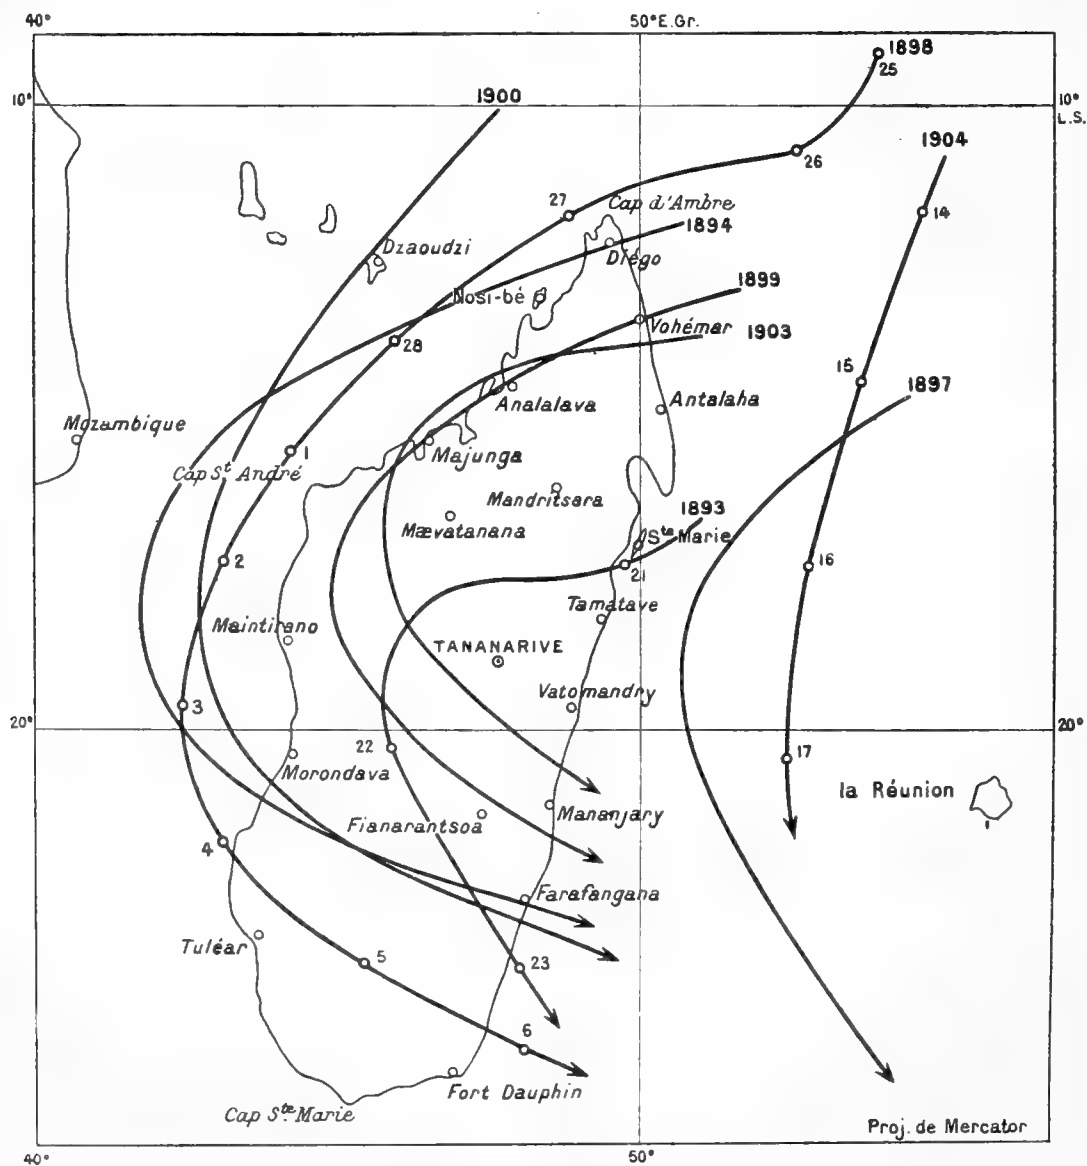 40°
50° E.Gr.
1898
25
10°
1900
10°
L.S.
1904
26
27
Cap d'Ambre
14
1894
Dzaoudzi
Diégo
1899
Nosi-bé
Vohémar
1903
28
15
1897
Analalava
Antalaha
Mozambique
1
Majunga
Cap St André
Mandritsara
1893
Mævatanana
Ste Marie
2
21
16
Tamatave
Maintirano
TANANARIVE
Vatomandry
3
20°
20°
22
17
Morondava
la Réunion
Mananjary
Fianarantsoa
4
Farafangana
Tuléar
5
23
6
Fort Dauphin
Cap Ste Marie
Proj. de Mercator
40°
50°